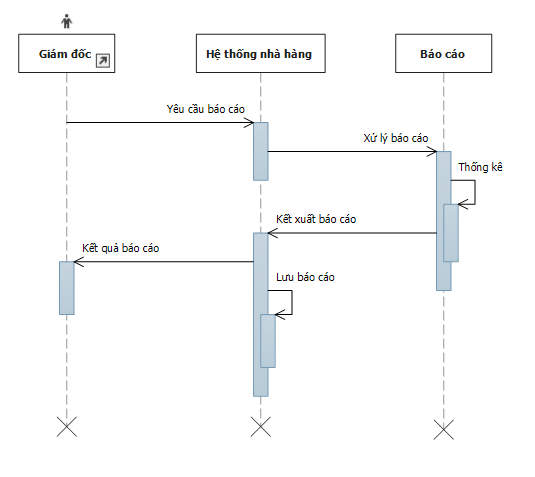 Giám đốc
Hệ thống nhà hàng
Báo cáo
Yêu cầu báo cáo
Xử lý báo cáo
Thống kê
Kết xuất báo cáo
Kết quả báo cáo
Lưu báo cáo